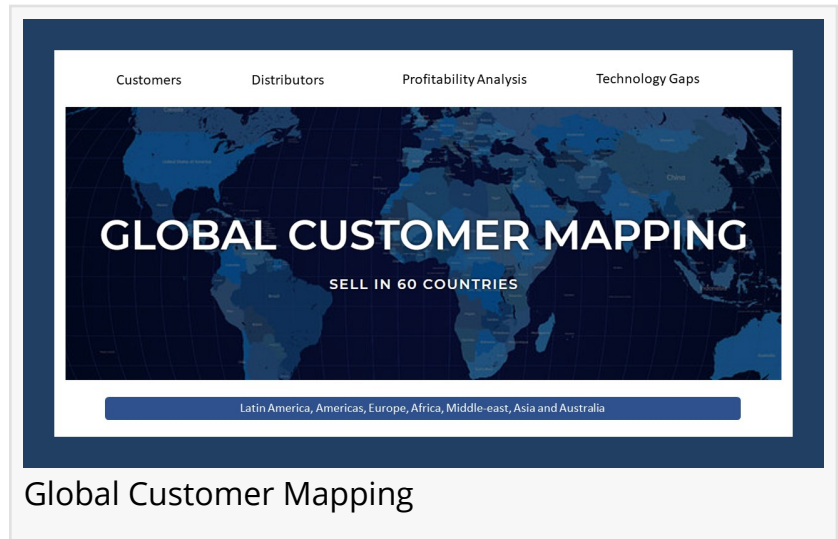 Customers Distributors Profitability Analysis Technology Gaps
China
GLOBAL CUSTOMER MAPPING
SELL IN 60 COUNTRIES
Latin America, Americas, Europe, Africa, Middle-east, Asia and Australia
Global Customer Mapping